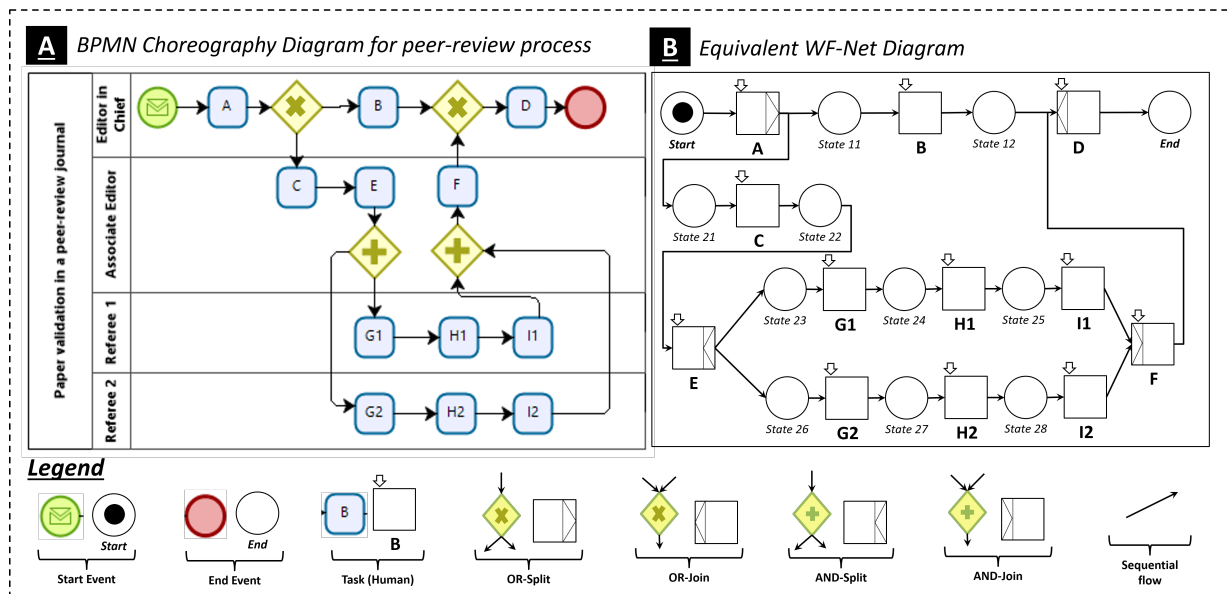 A BPMN Choreography Diagram for peer-review process
Paper validation in a peer-review journal
Editor in
Chief
A
B
D
Associate Editor
C
E
F
Referee 1
G1
H1
I1
Referee 2
G2
H2
I2
B Equivalent WF-Net Diagram
Start
A
State 11
B
State 12
D
End
State 21
C
State 22
State 23
G1
State 24
H1
State 25
I1
E
F
State 26
G2
State 27
H2
State 28
I2
Legend
Start
End
B
B
Start Event
End Event
Task (Human)
OR-Split
OR-Join
AND-Split
AND-Join
Sequential
flow